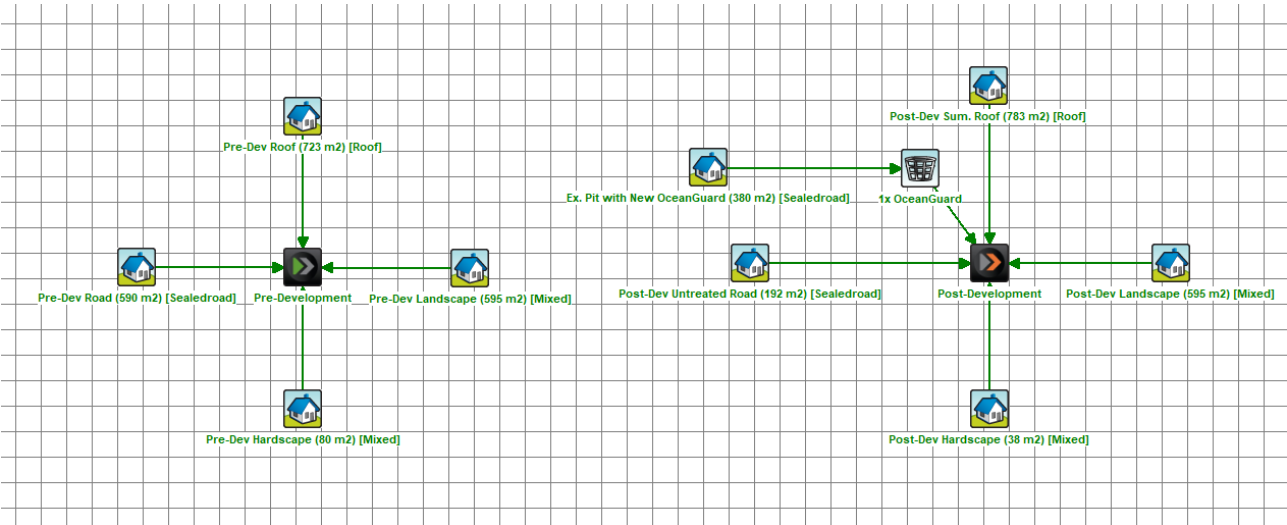 Pre-Dev Roof (723 m2) [Roof]
Pre-Dev Road (590 m2) [Sealedroad]
Pre-Development
Pre-Dev Landscape (595 m2) [Mixed]
Pre-Dev Hardscape (80 m2) [Mixed]
Post-Dev Sum. Roof (783 m2) [Roof]
Ex. Pit with New OceanGuard (380 m2) [Sealedroad]
1x OceanGuard
Post-Dev Untreated Road (192 m2) [Sealedroad]
Post-Development
Post-Dev Landscape (595 m2) [Mixed]
Post-Dev Hardscape (38 m2) [Mixed]